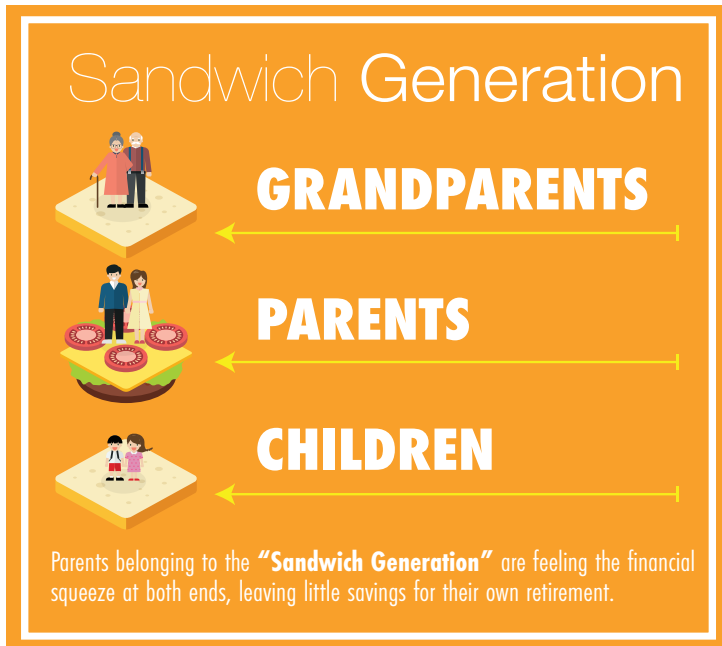 Sandwich Generation
GRANDPARENTS
PARENTS
CHILDREN
Parents belonging to the “Sandwich Generation” are feeling the financial
squeeze at both ends, leaving little savings for their own retirement.